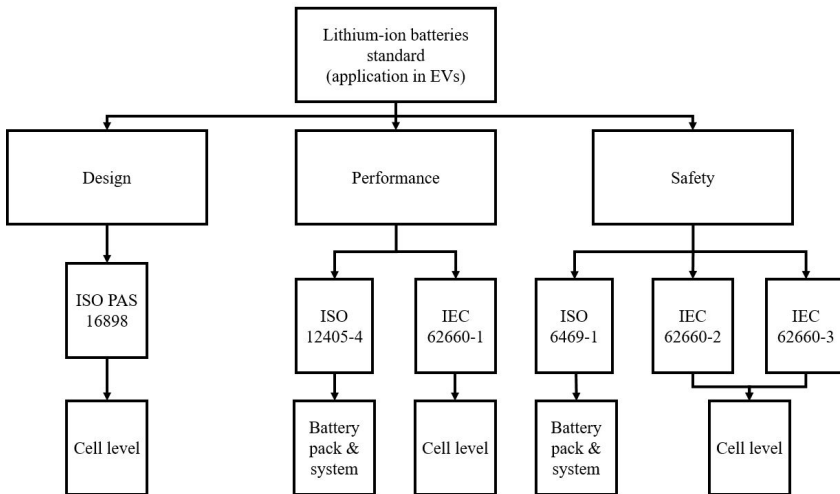 Lithium-ion batteries
standard
(application in EVs)
Design
Performance
Safety
ISO PAS
16898
ISO
12405-4
IEC
62660-1
ISO
6469-1
IEC
62660-2
IEC
62660-3
Cell level
Battery
pack &
system
Cell level
Battery
pack &
system
Cell level